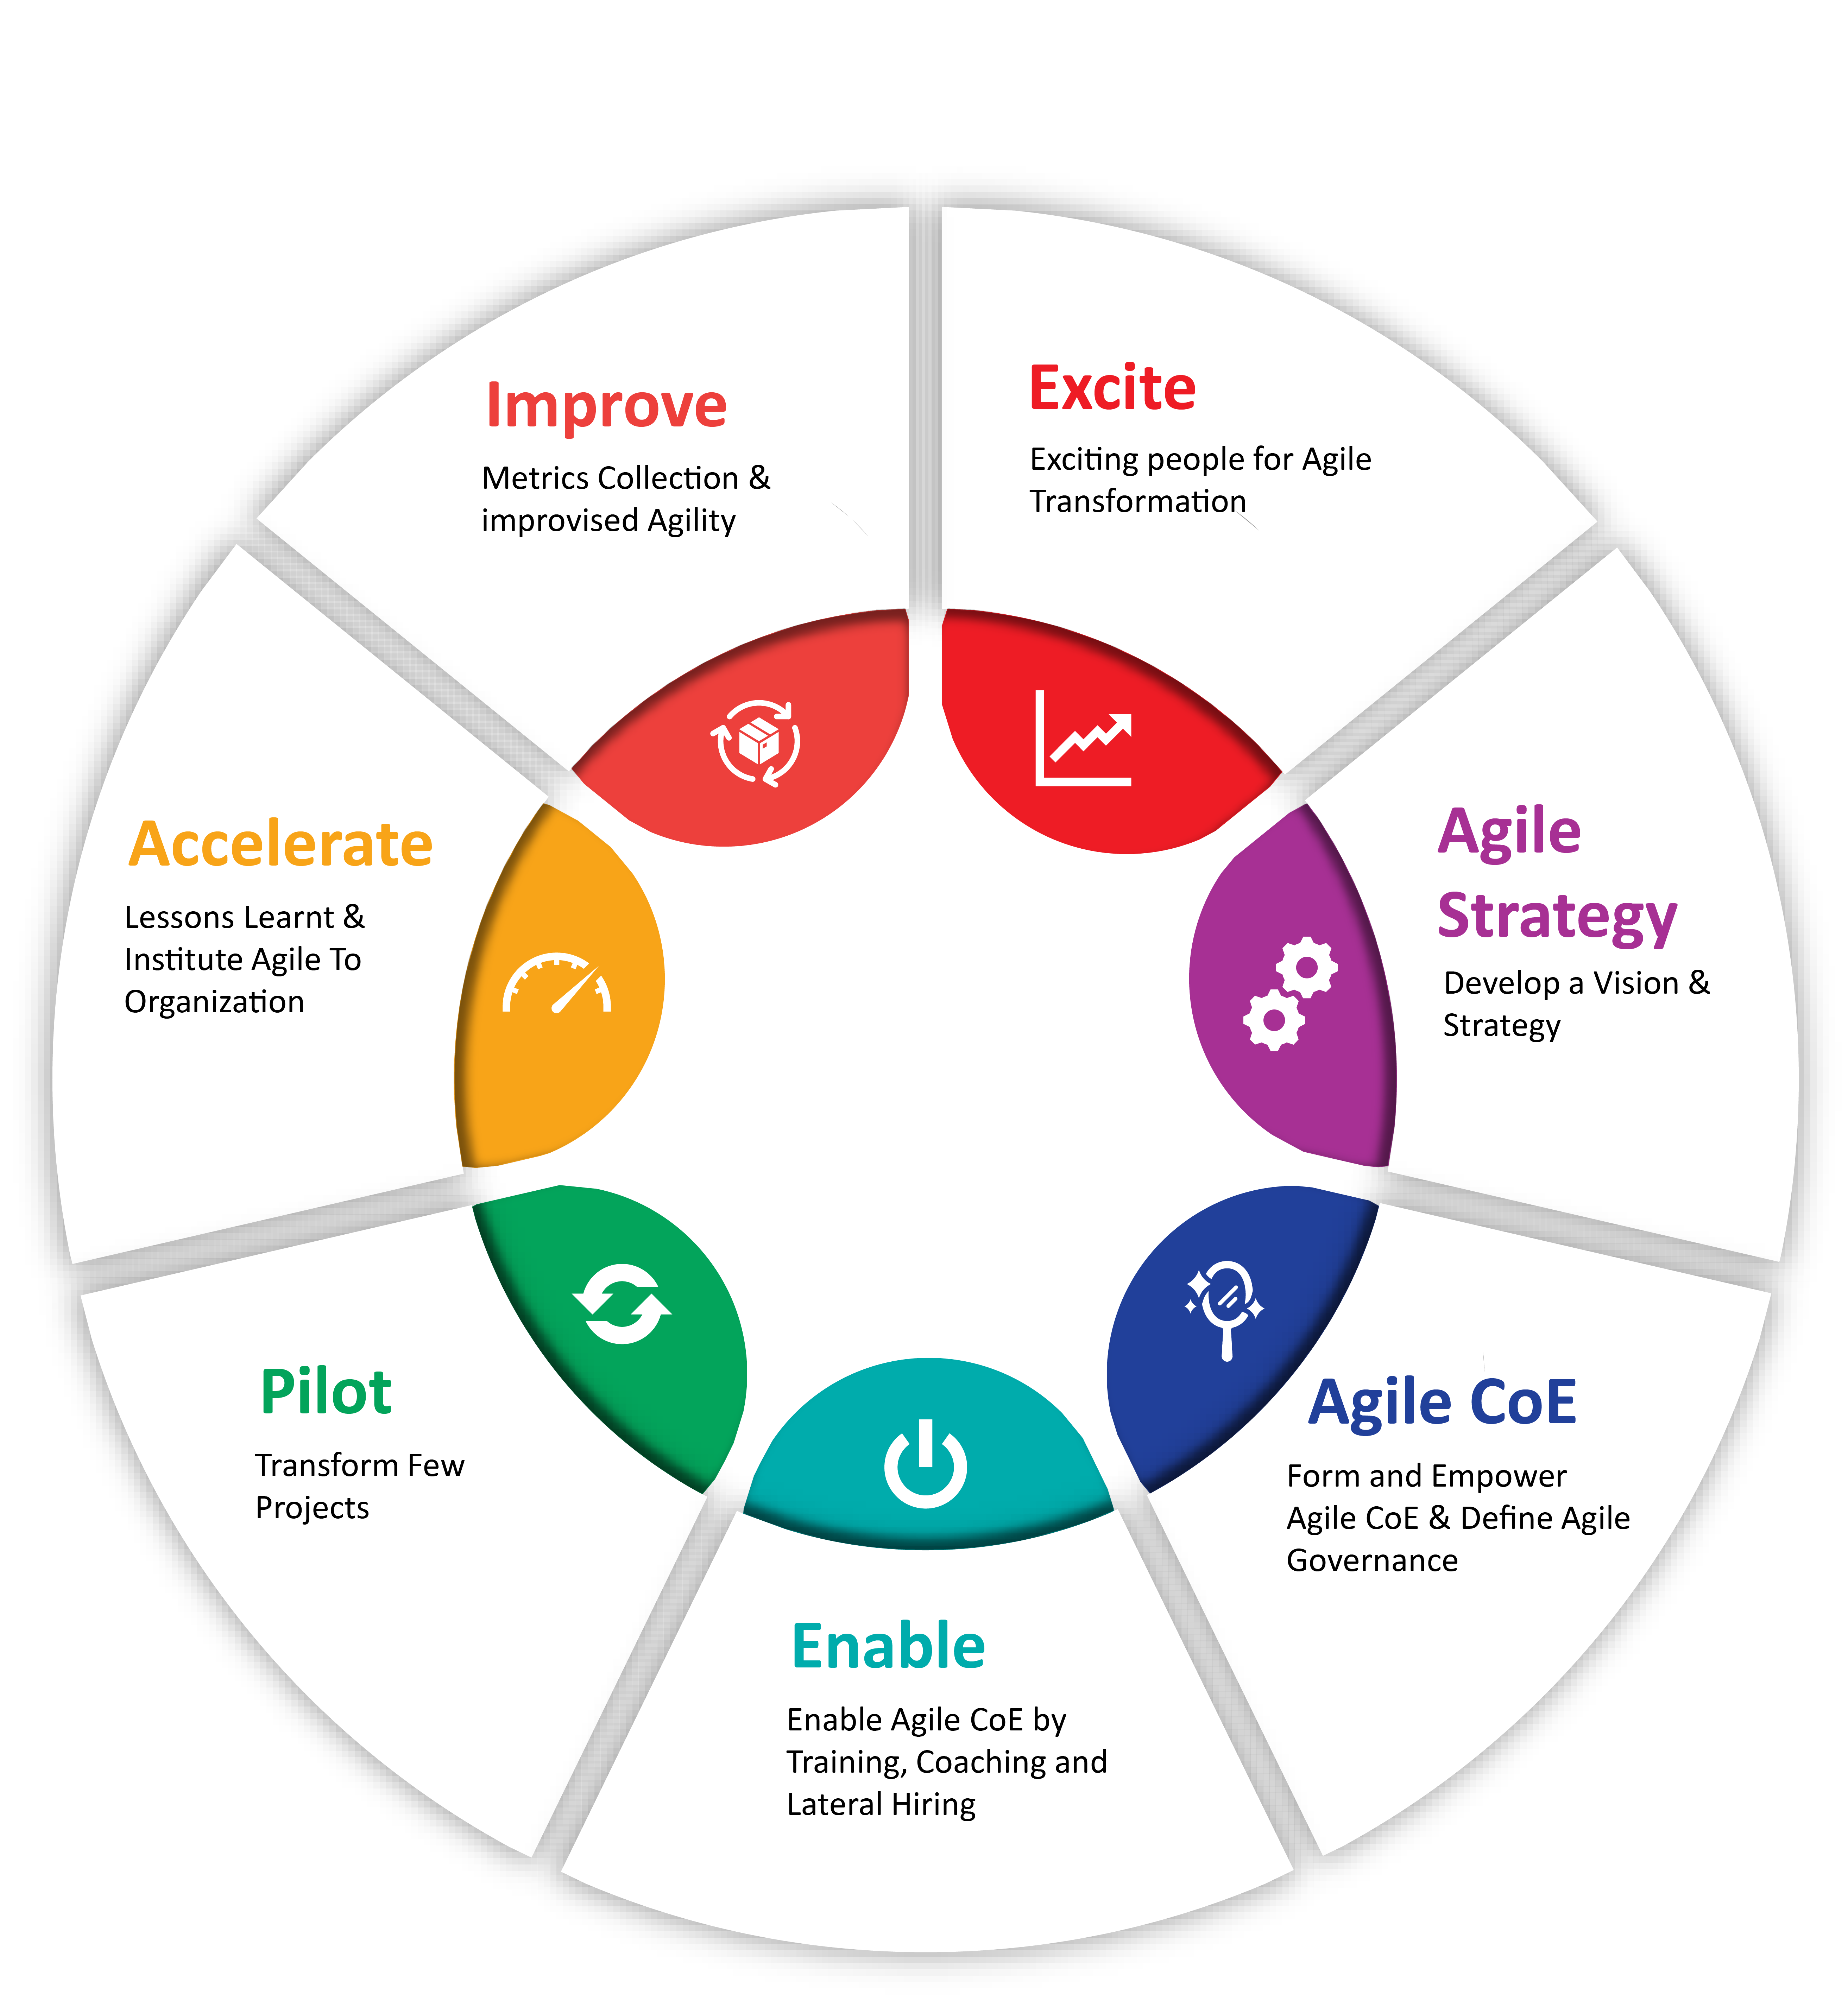 Improve
Metrics Collection &
improvised Agility
Excite
Exciting people for Agile
Transformation
Agile
Strategy
Develop a Vision &
Strategy
Agile CoE
Form and Empower
Agile CoE & Define Agile
Governance
Enable
Enable Agile CoE by
Training, Coaching and
Lateral Hiring
Pilot
Transform Few
Projects
Accelerate
Lessons Learnt &
Institute Agile To
Organization